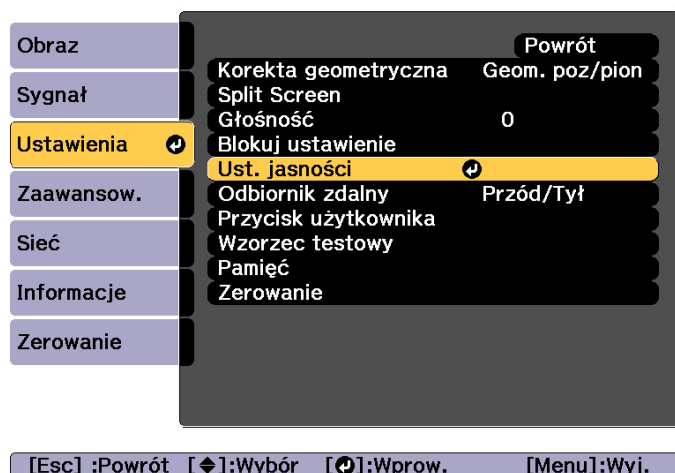 Obraz
Sygnał
Ustawienia
Zaawansow.
Sieć
Informacje
Zerowanie
Powrót
Korekta geometryczna Geom. poz/pion
Split Screen
Głośność 0
Blokuj ustawienie
Ust. jasności
Odbiornik zdalny Przód/Tył
Przycisk użytkownika
Wzorzec testowy
Pamięć
Zerowanie
[Esc] :Powrót [◆]:Wybór [↵]:Wprow. [Menu]:Wyj.